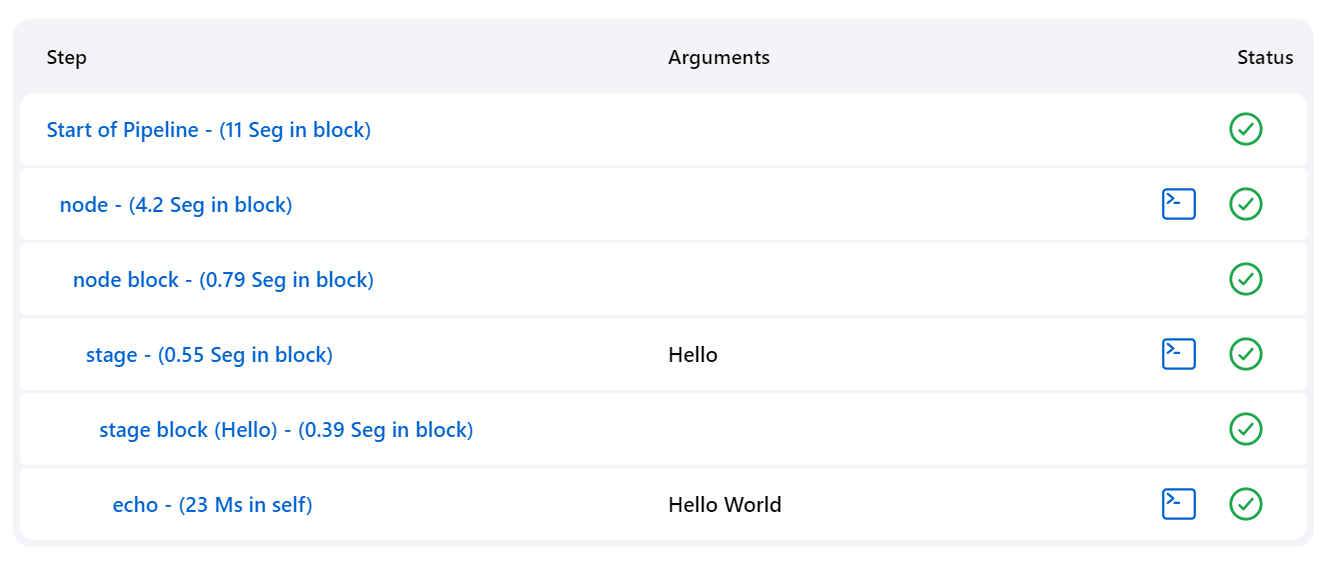 Step Arguments Status
Start of Pipeline - (11 Seg in block)
node - (4.2 Seg in block)
node block - (0.79 Seg in block)
stage - (0.55 Seg in block) Hello
stage block (Hello) - (0.39 Seg in block)
echo - (23 Ms in self) Hello World